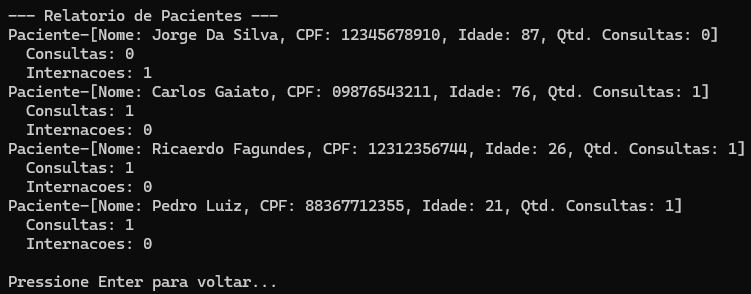 --- Relatorio de Pacientes ---
Paciente-[Nome: Jorge Da Silva, CPF: 12345678910, Idade: 87, Qtd. Consultas: 0]
  Consultas: 0
  Internacoes: 1
Paciente-[Nome: Carlos Gaiato, CPF: 09876543211, Idade: 76, Qtd. Consultas: 1]
  Consultas: 1
  Internacoes: 0
Paciente-[Nome: Ricaerdo Fagundes, CPF: 12312356744, Idade: 26, Qtd. Consultas: 1]
  Consultas: 1
  Internacoes: 0
Paciente-[Nome: Pedro Luiz, CPF: 88367712355, Idade: 21, Qtd. Consultas: 1]
  Consultas: 1
  Internacoes: 0

Pressione Enter para voltar...